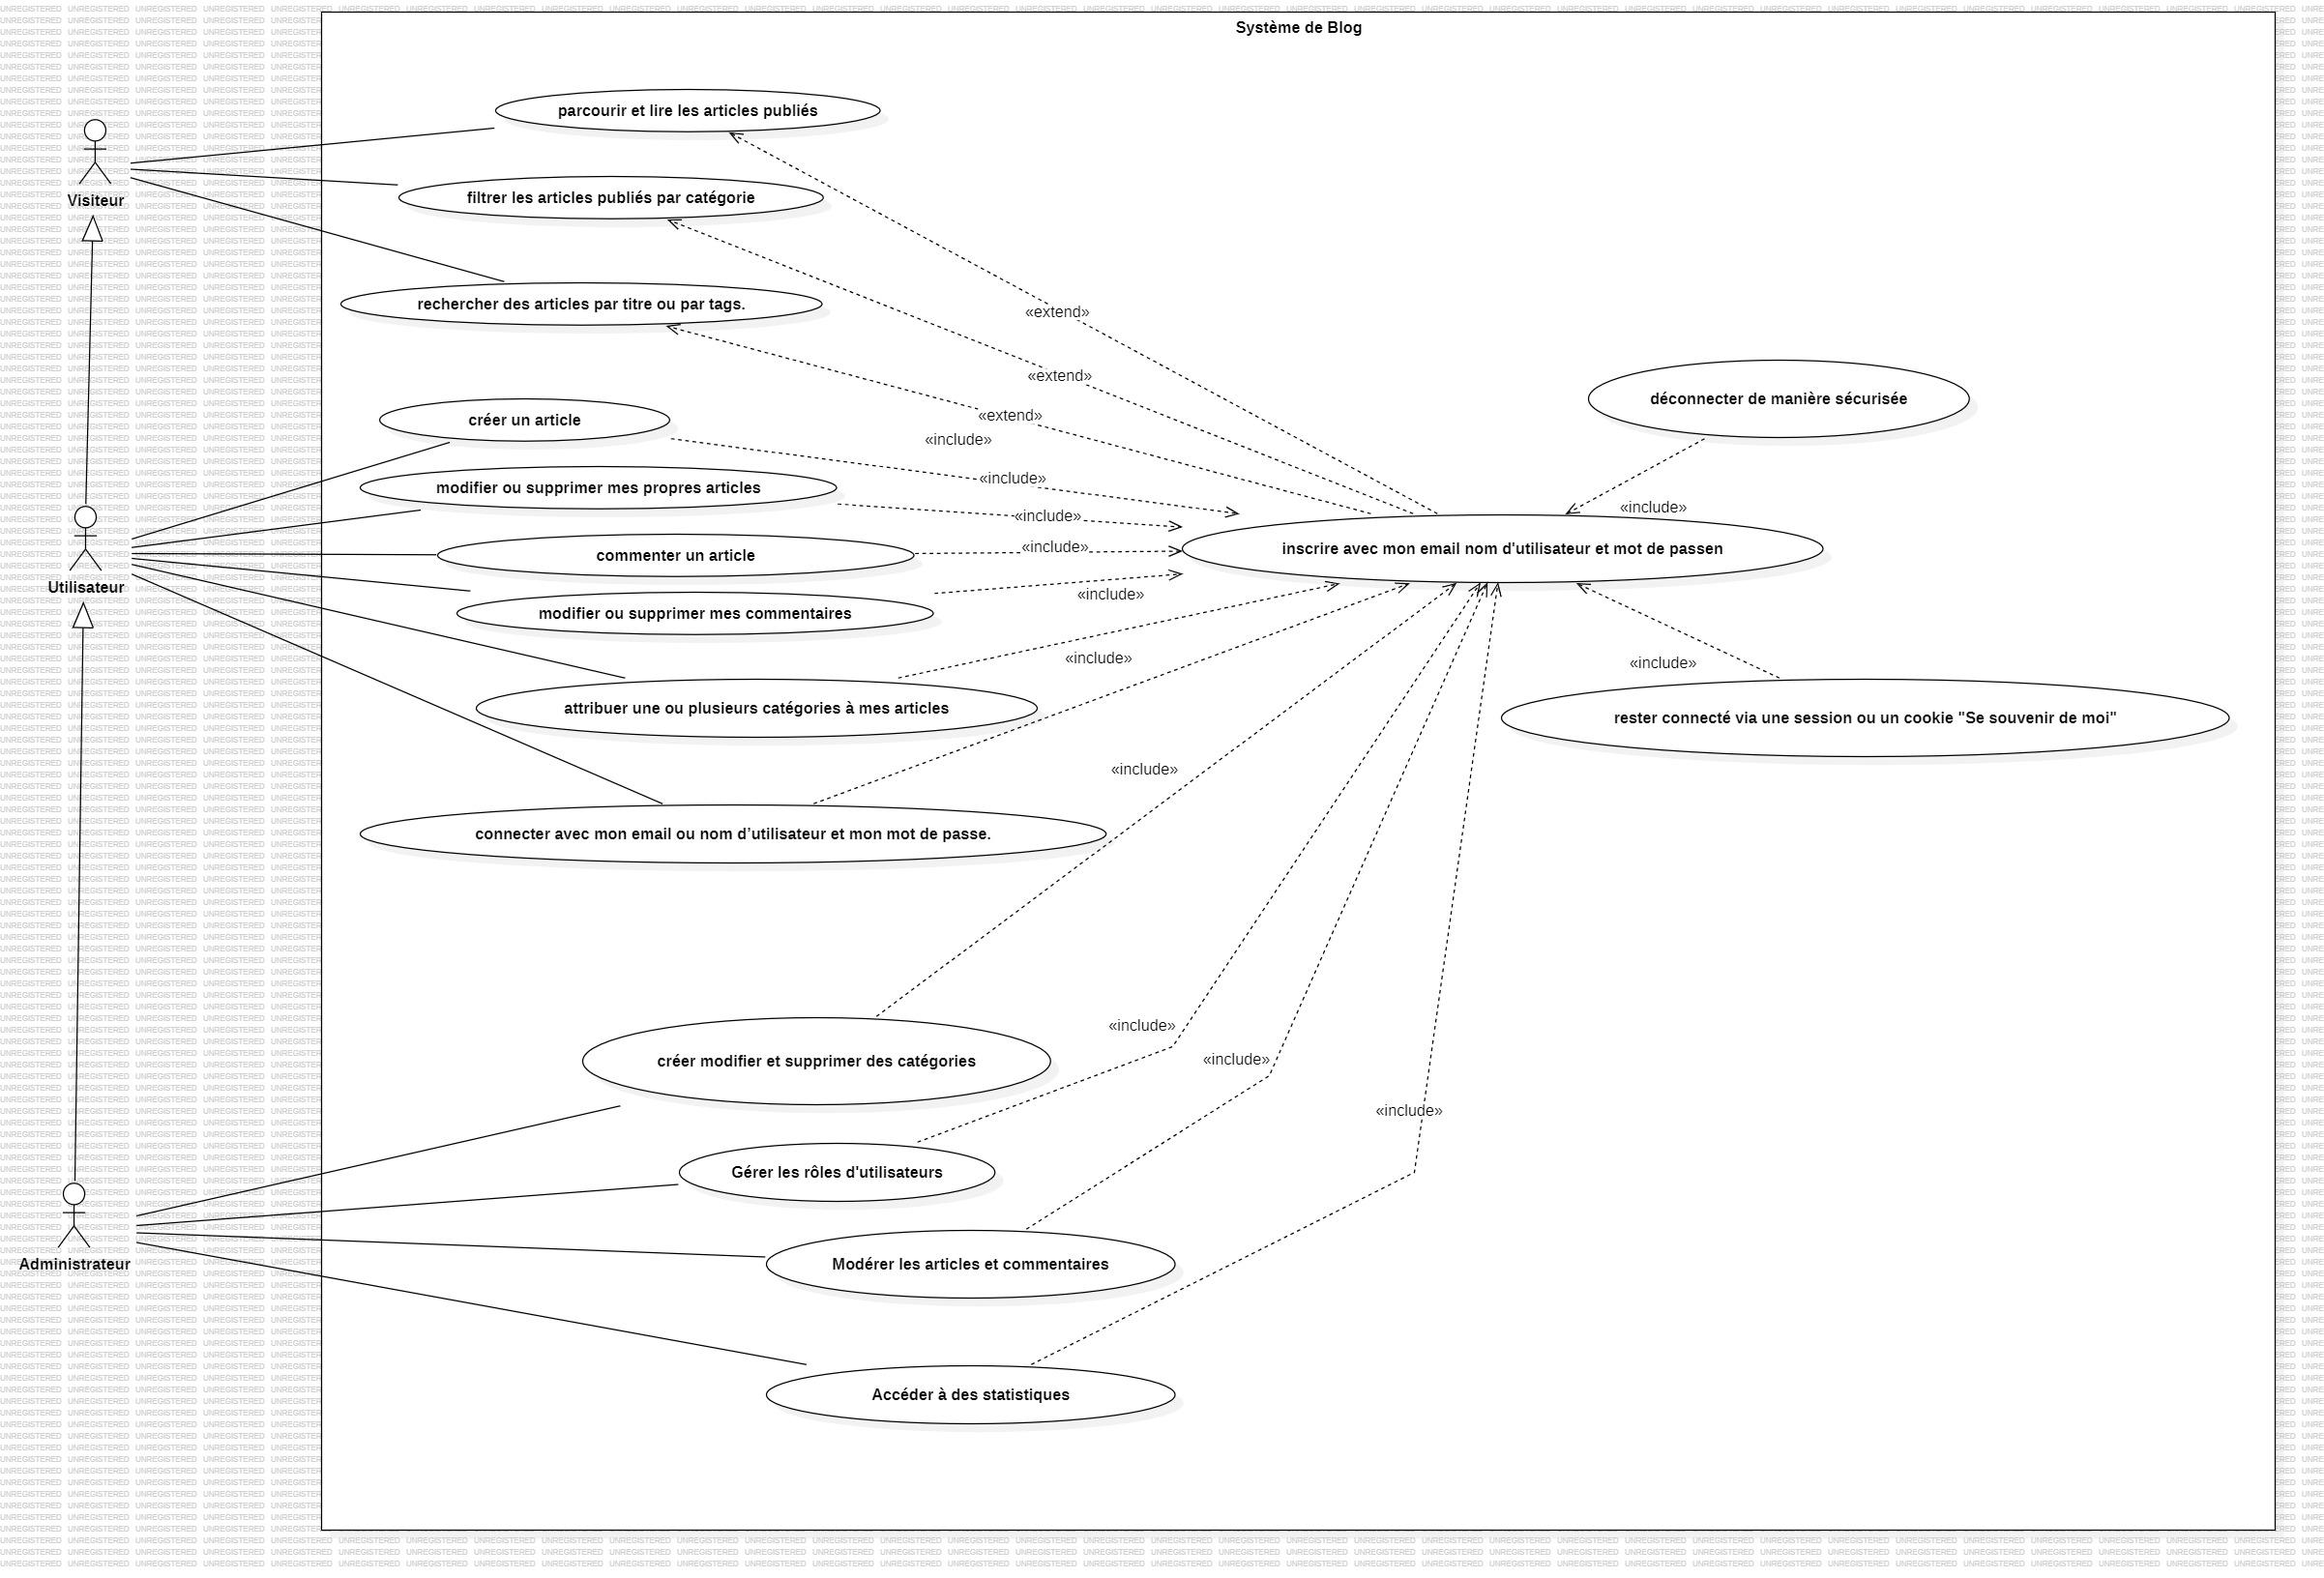 Système de Blog
parcourir et lire les articles publiés
Visiteur
filtrer les articles publiés par catégorie
rechercher des articles par titre ou par tags.
«extend»
«extend»
«extend»
déconnecter de manière sécurisée
créer un article
«include»
«include»
modifier ou supprimer mes propres articles
«include»
«include»
inscrire avec mon email nom d'utilisateur et mot de passen
commenter un article
«include»
Utilisateur
modifier ou supprimer mes commentaires
«include»
«include»
«include»
attribuer une ou plusieurs catégories à mes articles
rester connecté via une session ou un cookie "Se souvenir de moi"
«include»
connecter avec mon email ou nom d’utilisateur et mon mot de passe.
«include»
créer modifier et supprimer des catégories
«include»
«include»
Gérer les rôles d'utilisateurs
Administrateur
Modérer les articles et commentaires
Accéder à des statistiques
UNREGISTERED